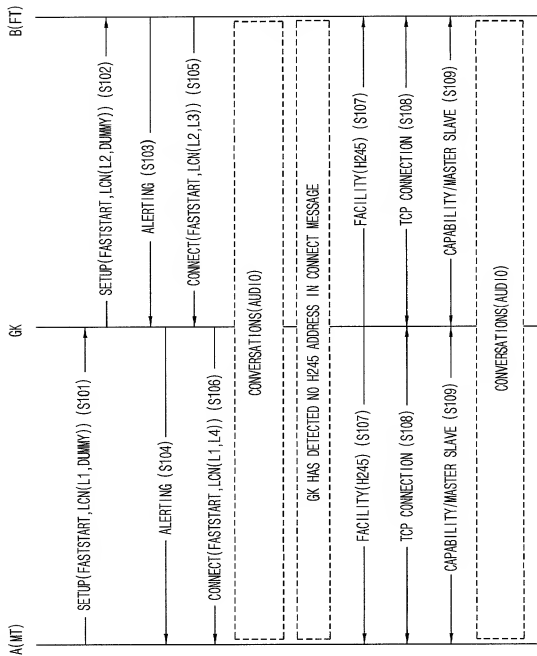 A(MT)
GK
B(FT)
SETUP(FASTSTART,LCN(L1,DUMMY)) (S101)
SETUP(FASTSTART,LCN(L2,DUMMY)) (S102)
ALERTING (S103)
ALERTING (S104)
CONNECT(FASTSTART,LCN(L2,L3)) (S105)
CONNECT(FASTSTART,LCN(L1,L4)) (S106)
CONVERSATIONS(AUDIO)
GK HAS DETECTED NO H245 ADDRESS IN CONNECT MESSAGE
FACILITY(H245) (S107)
FACILITY(H245) (S107)
TCP CONNECTION (S108)
TCP CONNECTION (S108)
CAPABILITY/MASTER SLAVE (S109)
CAPABILITY/MASTER SLAVE (S109)
CONVERSATIONS(AUDIO)